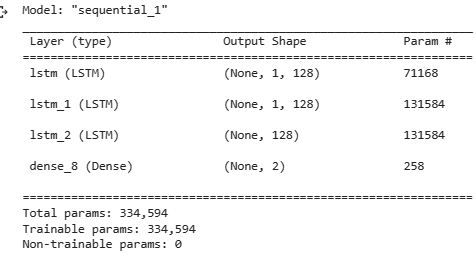 Model: "sequential_1"
Layer (type) Output Shape Param #
lstm (LSTM) (None, 1, 128) 71168
lstm_1 (LSTM) (None, 1, 128) 131584
lstm_2 (LSTM) (None, 128) 131584
dense_8 (Dense) (None, 2) 258
Total params: 334,594
Trainable params: 334,594
Non-trainable params: 0